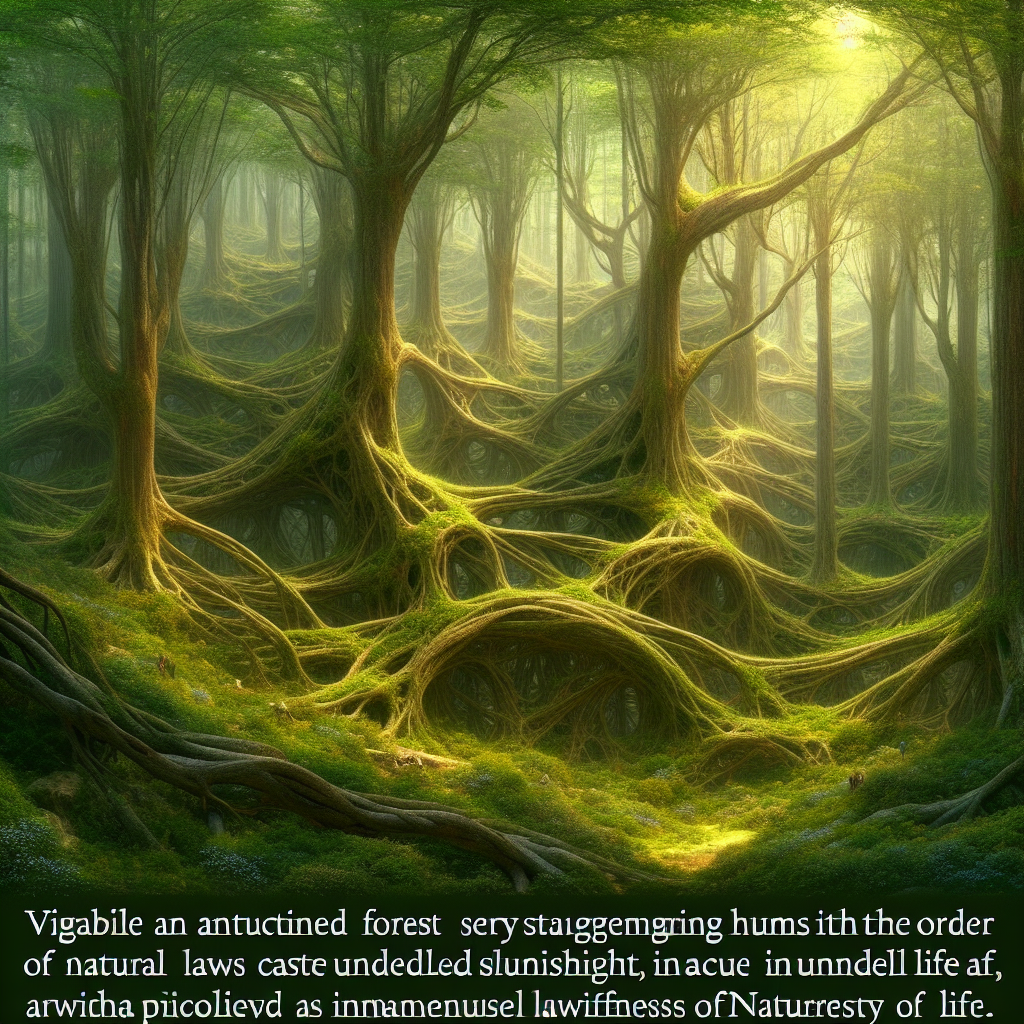 Vigabile an antuctined forest sery staiggemgring hums ith the order
of natural laws caste undedLed slunishight, in acue in unndell life af,
arwitha piicolievd as inmamenusel lawiffness of Naturresty of life.